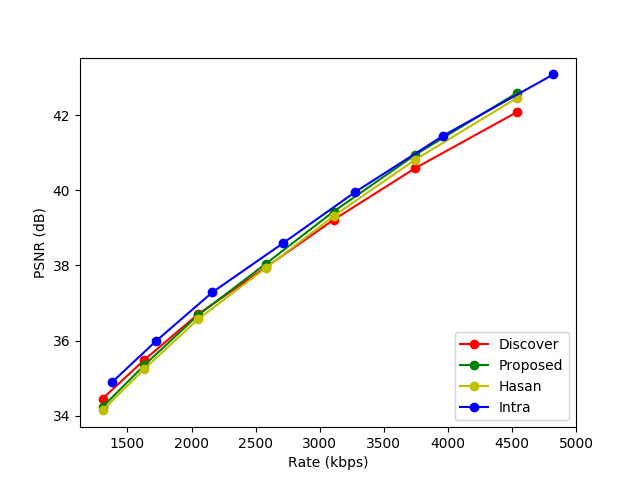 42
40
38
36
34
PSNR (dB)
1500 2000 2500 3000 3500 4000 4500 5000
Rate (kbps)
Discover
Proposed
Hasan
Intra